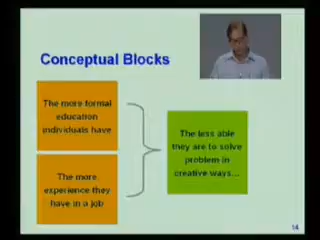 Conceptual Blocks
The more formal
education
individuals have
The more
experience they
have in a job
The less able
they are to solve
problem in
creative ways...
14